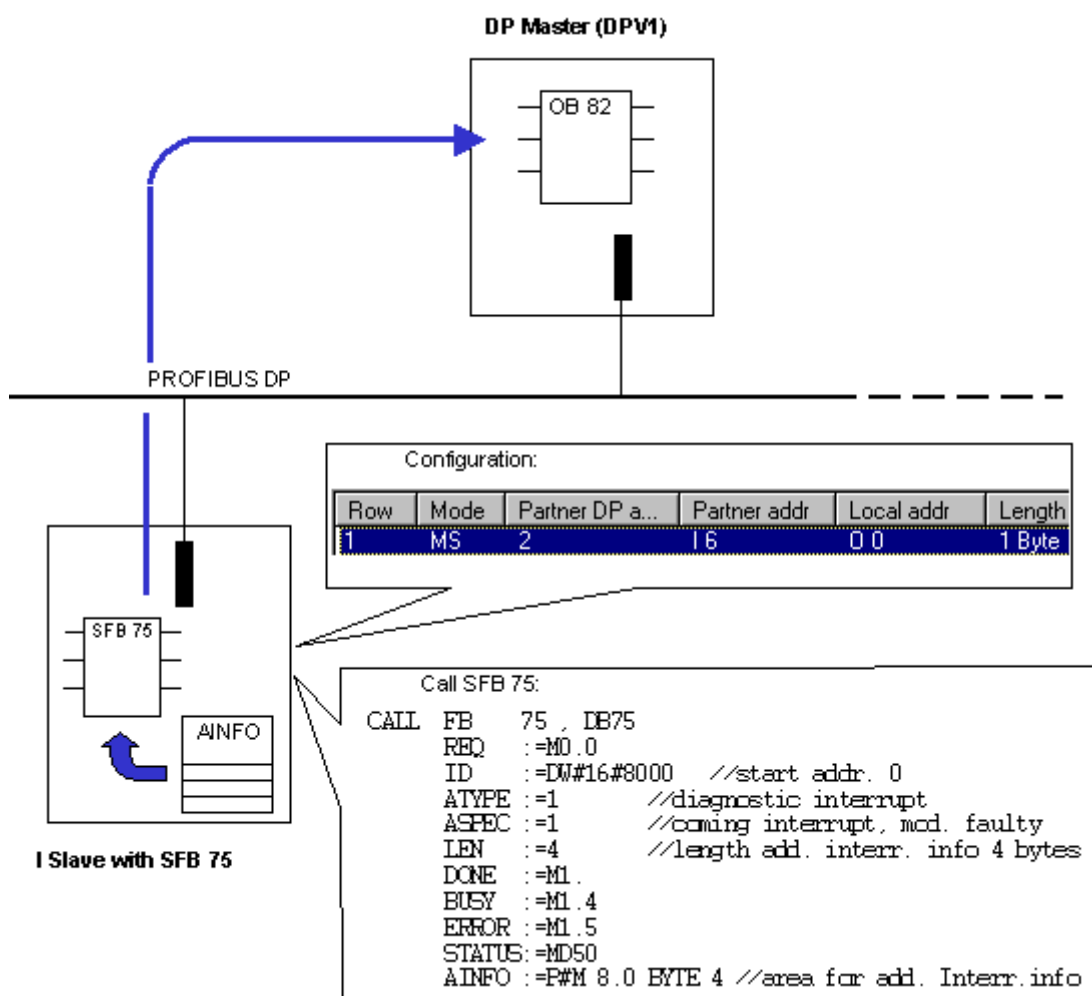 DP Master (DPV1)
OB 82
PROFIBUS DP
Configuration:
Row Mode Partner DP a... Partner addr Local addr Length
1 MS 2 I 6 O 0 1 Byte
SFB 75
AINFO
I Slave with SFB 75
Call SFB 75:
CALL FB 75 , DB75
REQ :=M0.0
ID :=DW#16#8000 //start addr. 0
ATYPE :=1 //diagnostic interrupt
ASPEC :=1 //coming interrupt, mod. faulty
LEN :=4 //length add. interr. info 4 bytes
DONE :=M1.
BUSY :=M1.4
ERROR :=M1.5
STATUS:=MD50
AINFO :=P#M 8.0 BYTE 4 //area for add. Interr.info